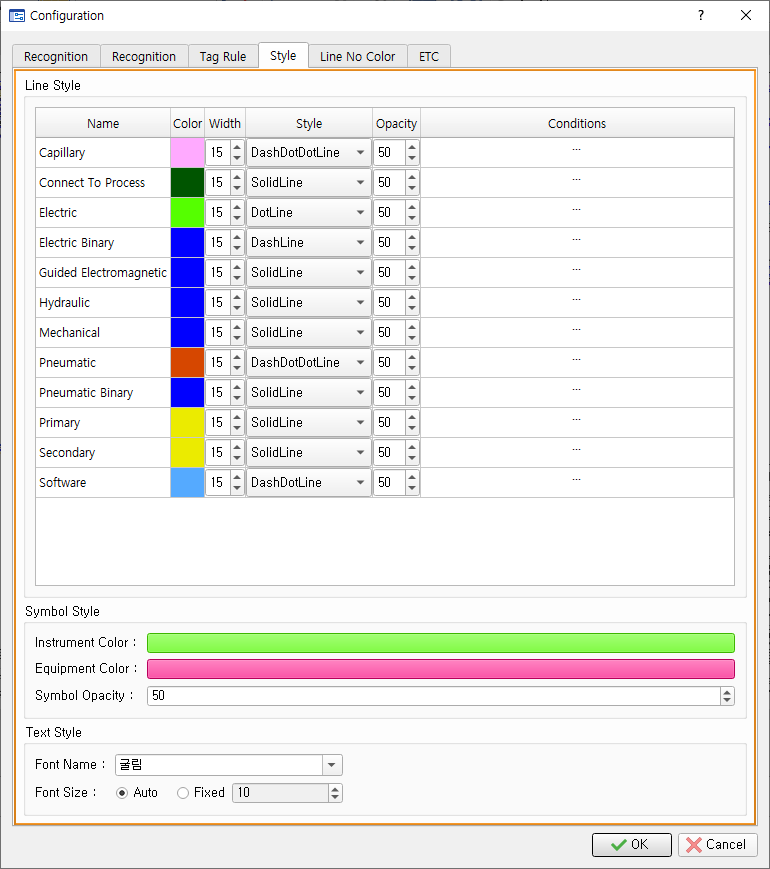 Configuration
?
Recognition Recognition Tag Rule Style Line No Color ETC
Line Style
Name Color Width Style Opacity Conditions
Capillary 15 DashDotDotLine 50 ...
Connect To Process 15 SolidLine 50 ...
Electric 15 DotLine 50 ...
Electric Binary 15 DashLine 50 ...
Guided Electromagnetic 15 SolidLine 50 ...
Hydraulic 15 SolidLine 50 ...
Mechanical 15 SolidLine 50 ...
Pneumatic 15 DashDotDotLine 50 ...
Pneumatic Binary 15 SolidLine 50 ...
Primary 15 SolidLine 50 ...
Secondary 15 SolidLine 50 ...
Software 15 DashDotLine 50 ...
Symbol Style
Instrument Color :
Equipment Color :
Symbol Opacity : 50
Text Style
Font Name : 굴림
Font Size : Auto Fixed 10
OK Cancel